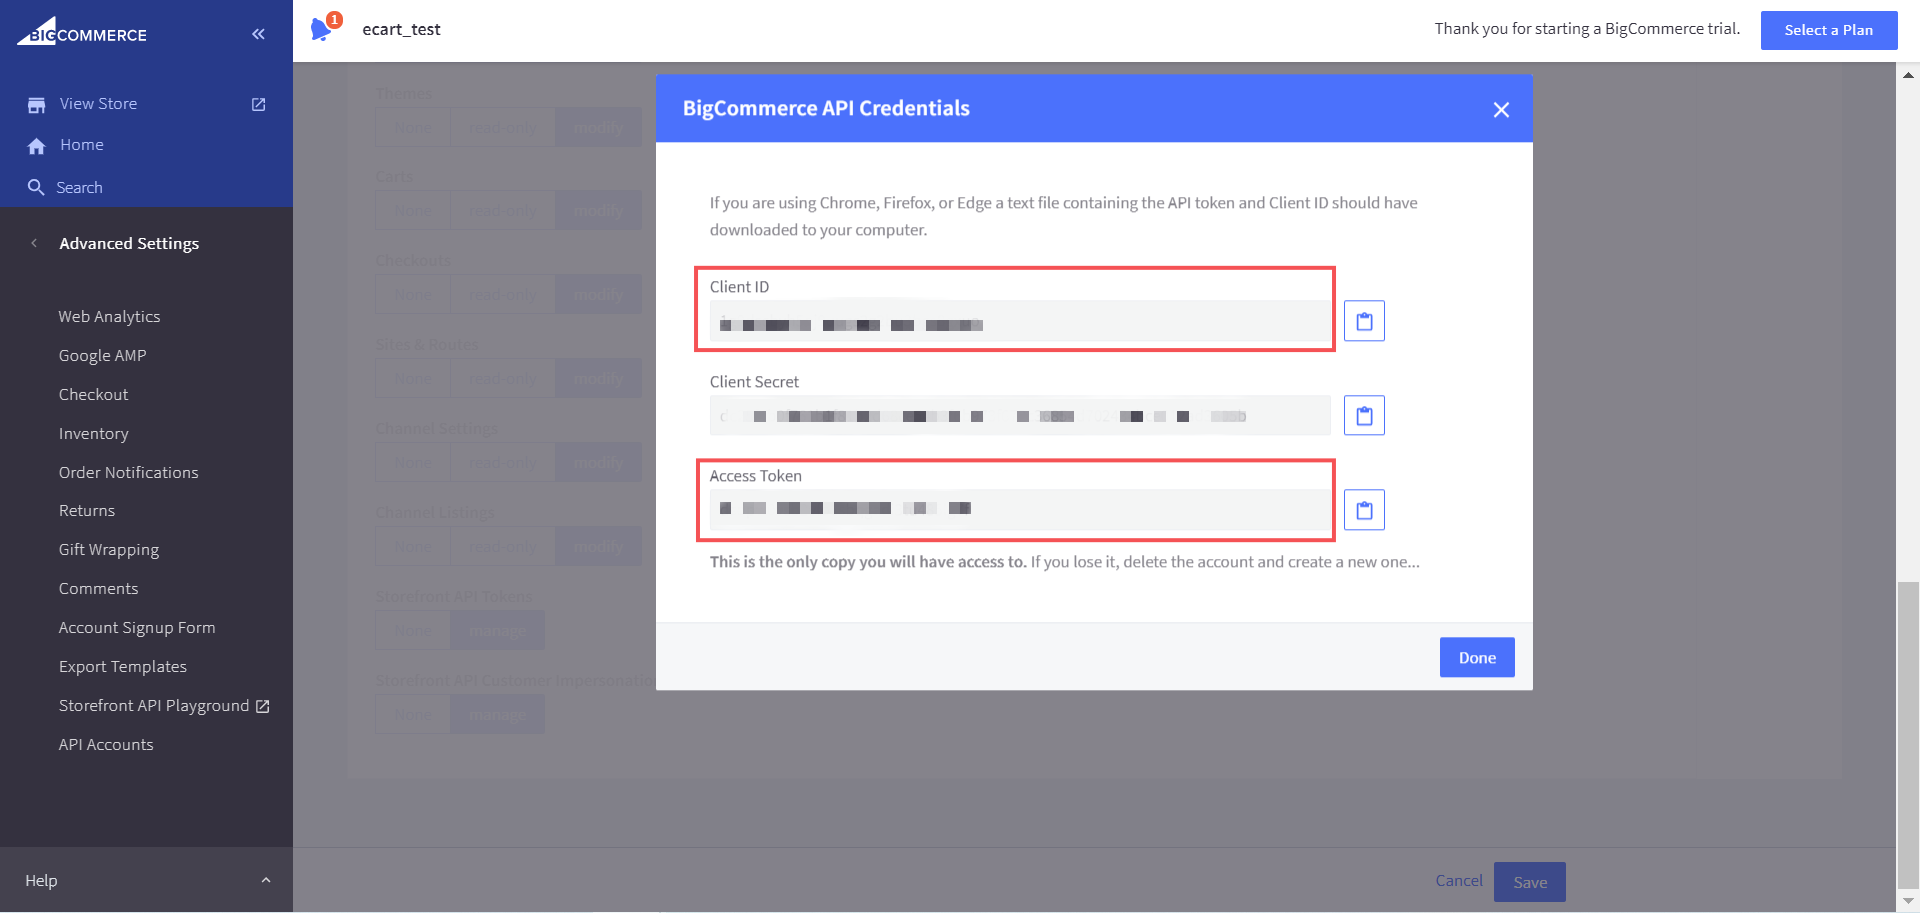 BIGCOMMERCE
View Store
Home
Search
Advanced Settings
Web Analytics
Google AMP
Checkout
Inventory
Order Notifications
Returns
Gift Wrapping
Comments
Account Signup Form
Export Templates
Storefront API Playground
API Accounts
Help
1
ecart_test
Thank you for starting a BigCommerce trial.
Select a Plan
Themes
None read-only modify
Carts
None read-only modify
Checkouts
None read-only modify
Sites & Routes
None read-only modify
Channel Settings
None read-only modify
Channel Listings
None read-only modify
Storefront API Tokens
None manage
Storefront API Customer Impersonation
None manage
BigCommerce API Credentials
If you are using Chrome, Firefox, or Edge a text file containing the API token and Client ID should have
downloaded to your computer.
Client ID
Client Secret
Access Token
This is the only copy you will have access to. If you lose it, delete the account and create a new one...
Done
Cancel
Save